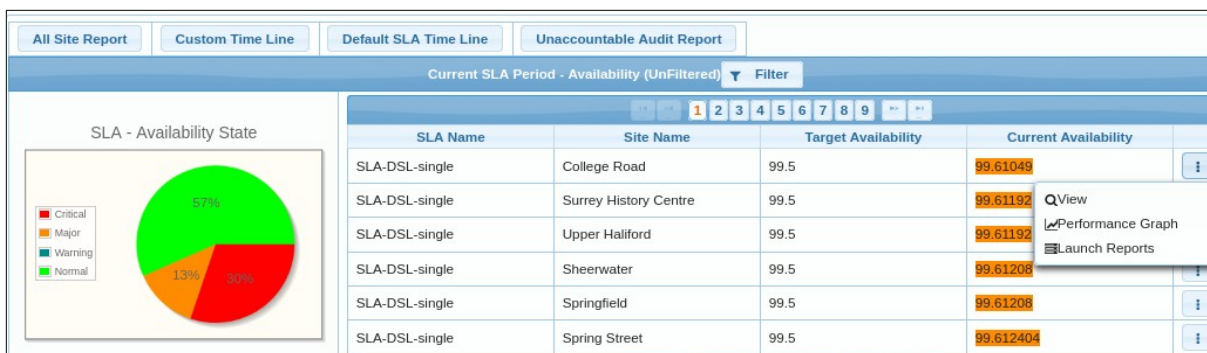 All Site Report Custom Time Line Default SLA Time Line Unaccountable Audit Report
Current SLA Period - Availability (UnFiltered) Filter
1 2 3 4 5 6 7 8 9
SLA - Availability State
Critical
Major
Warning
Normal
57%
13%
30%
SLA Name Site Name Target Availability Current Availability
SLA-DSL-single College Road 99.5 99.61049
SLA-DSL-single Surrey History Centre 99.5 99.61192
SLA-DSL-single Upper Haliford 99.5 99.61192
SLA-DSL-single Sheerwater 99.5 99.61208
SLA-DSL-single Springfield 99.5 99.61208
SLA-DSL-single Spring Street 99.5 99.612404
View
Performance Graph
Launch Reports